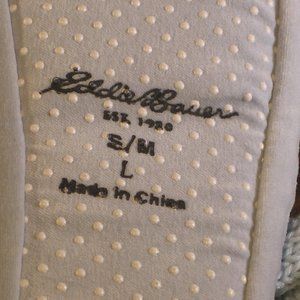 Eddie Bauer
EST. 1920
S/M
L
Made in China